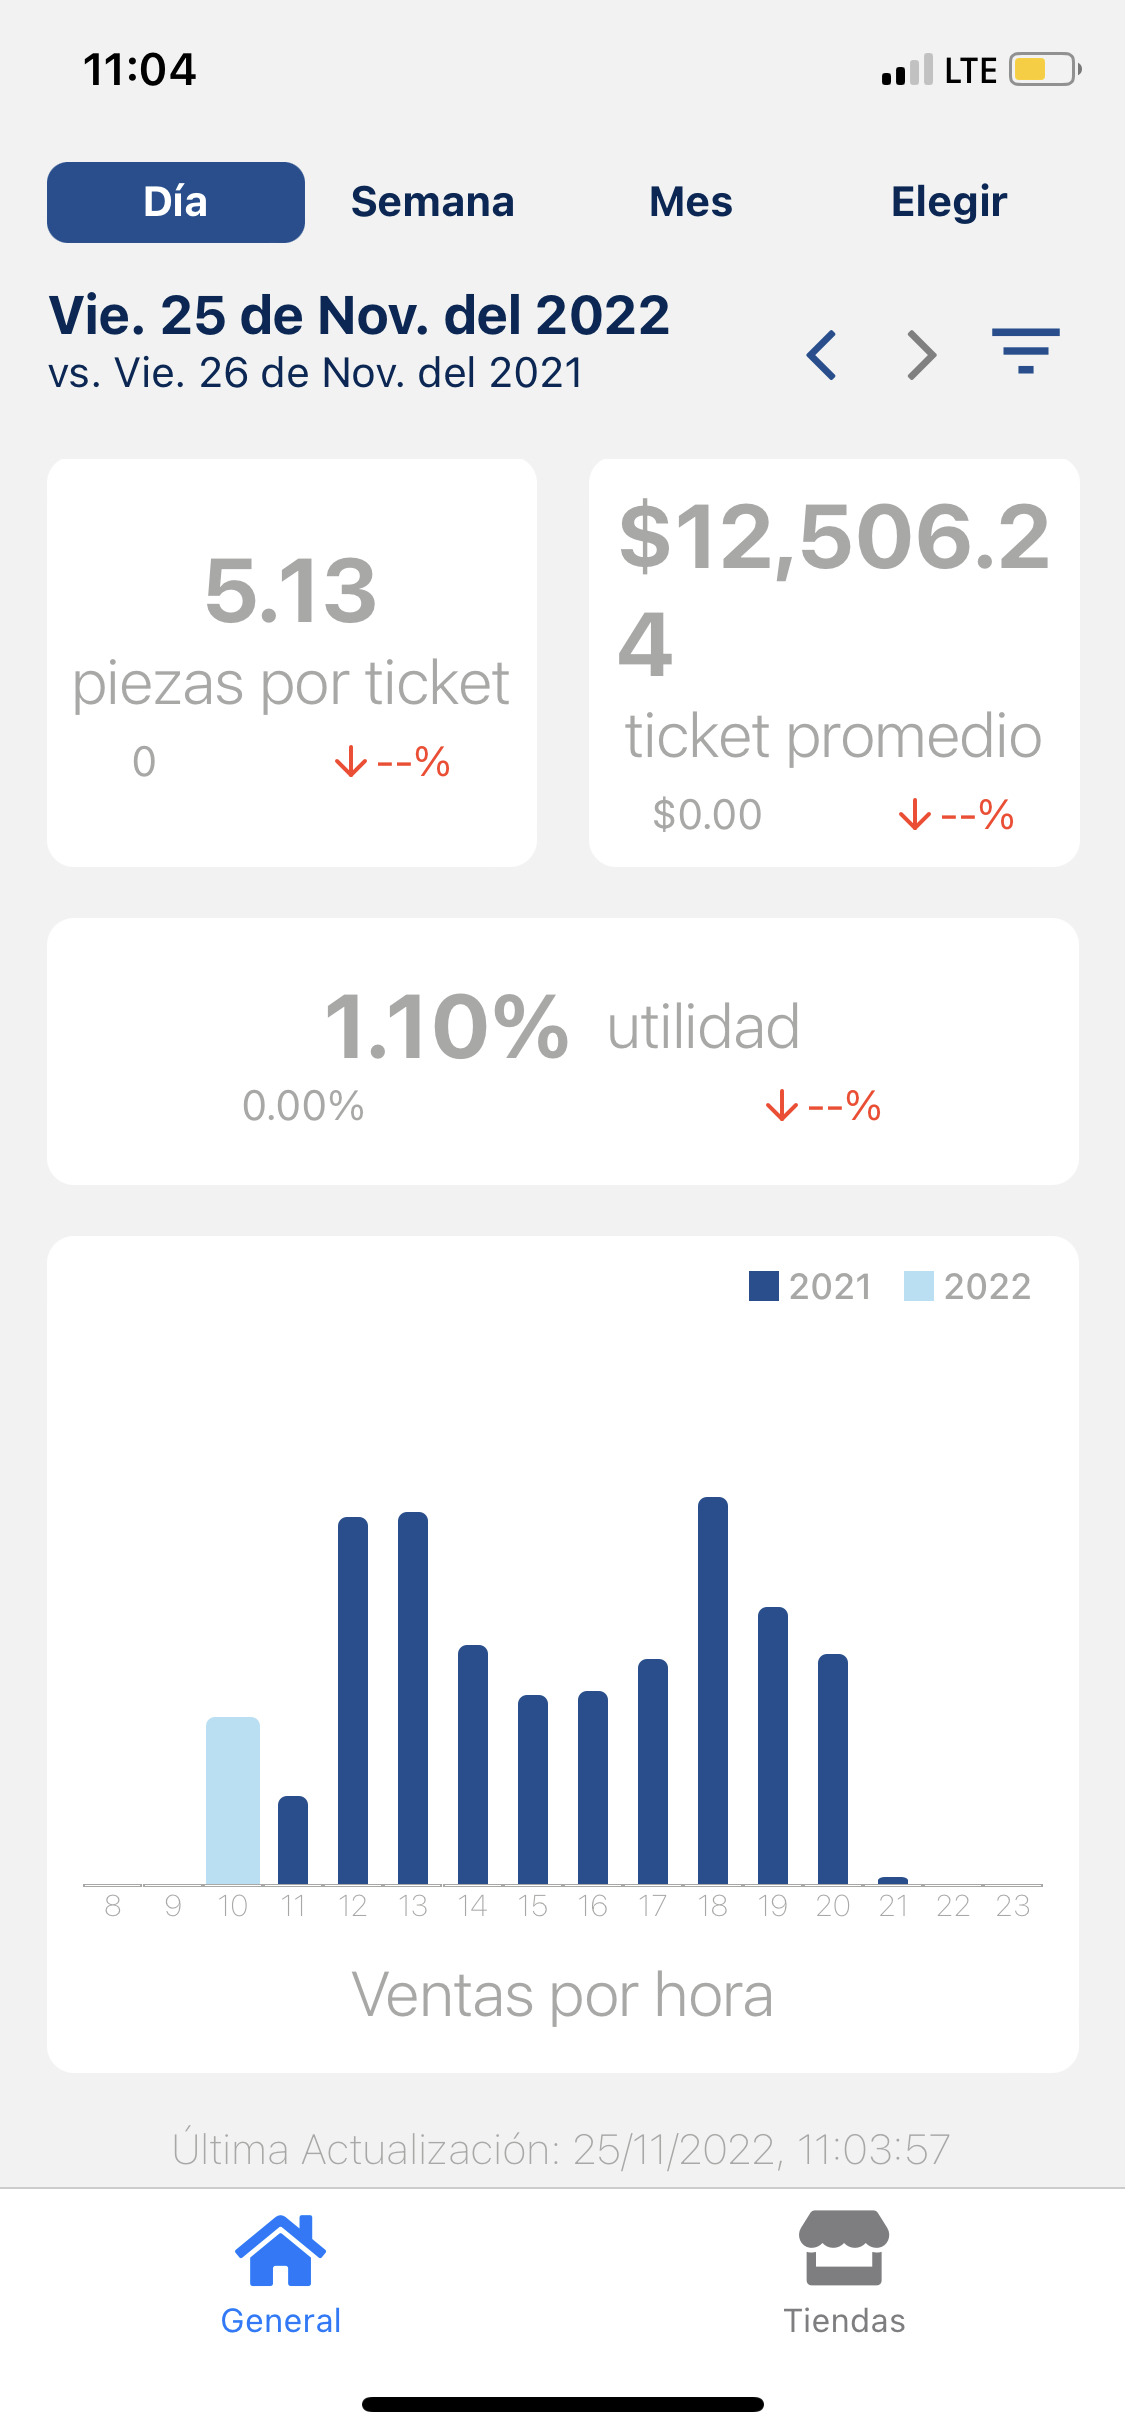 11:04 LTE
Día Semana Mes Elegir
Vie. 25 de Nov. del 2022
vs. Vie. 26 de Nov. del 2021
5.13
piezas por ticket
0 --%
$12,506.2
4
ticket promedio
$0.00 --%
1.10% utilidad
0.00% --%
2021 2022
8 9 10 11 12 13 14 15 16 17 18 19 20 21 22 23
Ventas por hora
Última Actualización: 25/11/2022, 11:03:57
General Tiendas